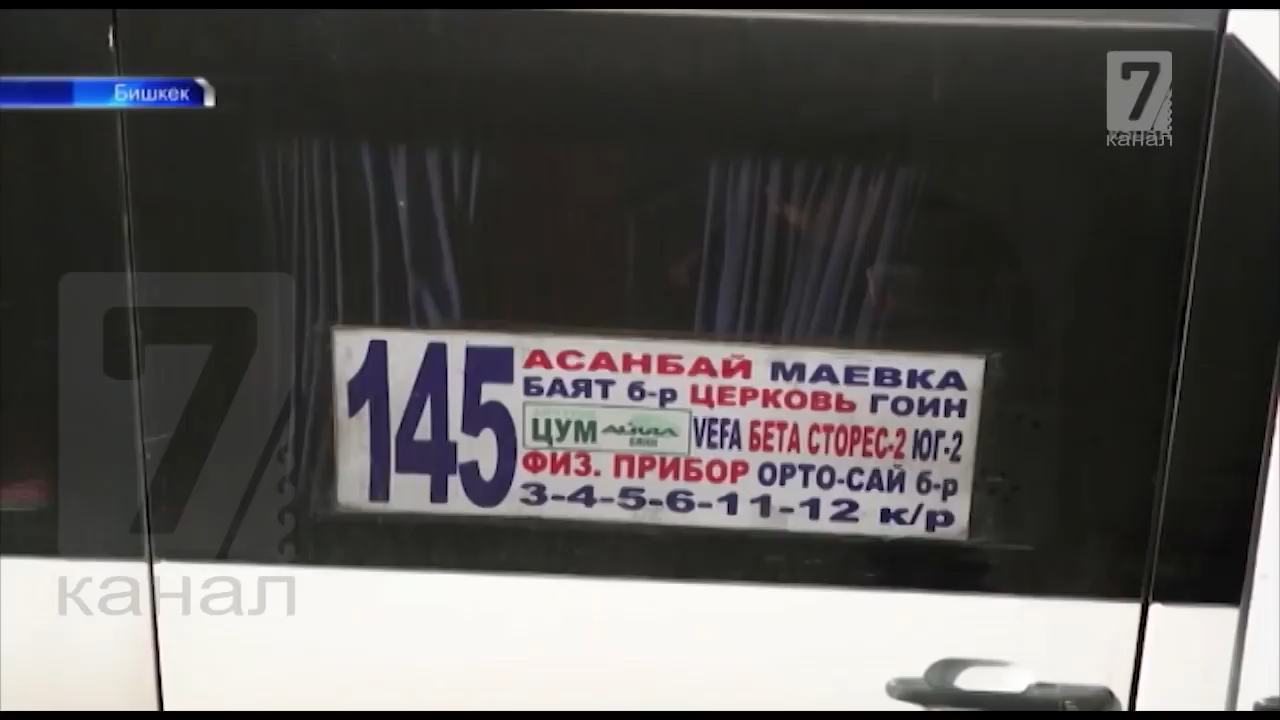 Бишкек
7
канал
145
АСАНБАЙ МАЕВКА
БАЯТ б-р ЦЕРКОВЬ ГОИН
ЦУМ АЙЧУРӨК VEFA БЕТА СТОРЕС-2 ЮГ-2
ФИЗ. ПРИБОР ОРТО-САЙ б-р
3-4-5-6-11-12 к/р
7
канал